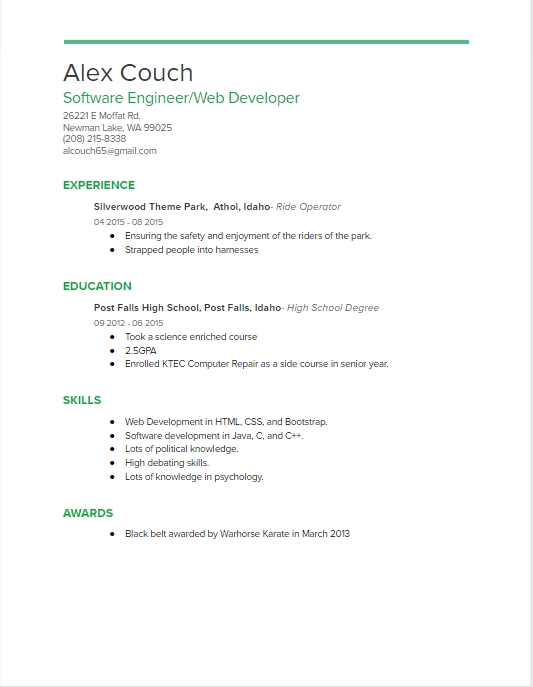 Alex Couch
Software Engineer/Web Developer
26221 E Moffat Rd.
Newman Lake, WA 99025
(208) 215-8338
alcouch65@gmail.com
EXPERIENCE
Silverwood Theme Park,  Athol, Idaho- Ride Operator
04 2015 - 08 2015
● Ensuring the safety and enjoyment of the riders of the park.
● Strapped people into harnesses
EDUCATION
Post Falls High School, Post Falls, Idaho- High School Degree
09 2012 - 06 2015
● Took a science enriched course
● 2.5GPA
● Enrolled KTEC Computer Repair as a side course in senior year.
SKILLS
● Web Development in HTML, CSS, and Bootstrap.
● Software development in Java, C, and C++.
● Lots of political knowledge.
● High debating skills.
● Lots of knowledge in psychology.
AWARDS
● Black belt awarded by Warhorse Karate in March 2013